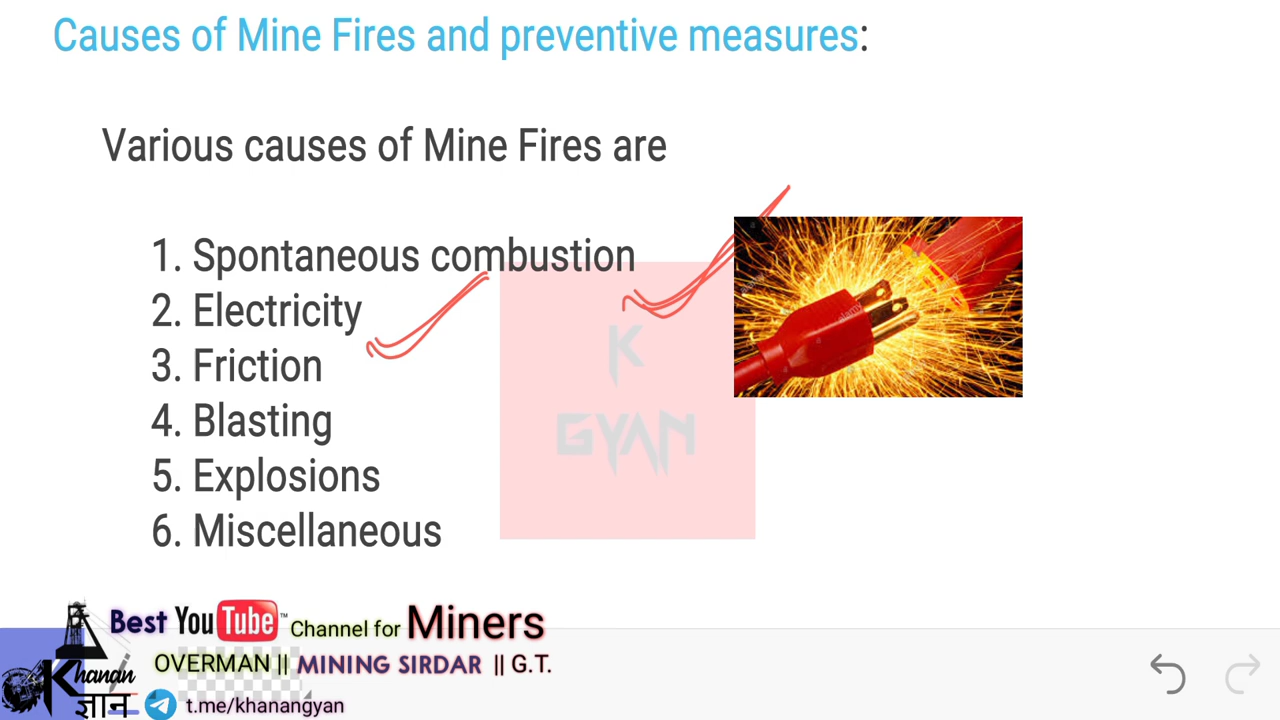 Causes of Mine Fires and preventive measures:
Various causes of Mine Fires are
1. Spontaneous combustion
2. Electricity
3. Friction
4. Blasting
5. Explosions
6. Miscellaneous
K
GYAN
Best YouTube™ Channel for Miners
OVERMAN || MINING SIRDAR || G.T.
Khanan
ज्ञान
t.me/khanangyan